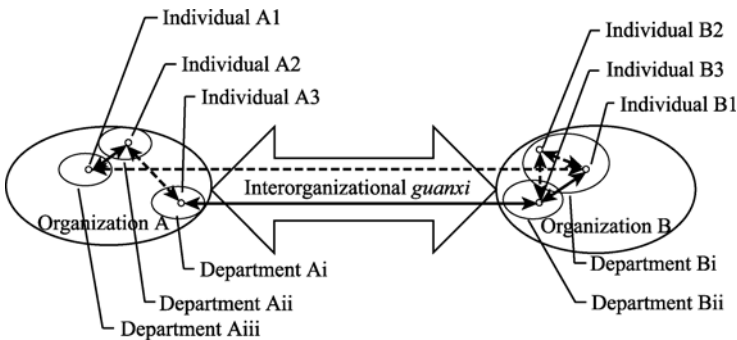 Individual A1
Individual B2
Individual A2
Individual B3
Individual A3
Individual B1
Interorganizational guanxi
Organization A
Organization B
Department Ai
Department Bi
Department Aii
Department Bii
Department Aiii